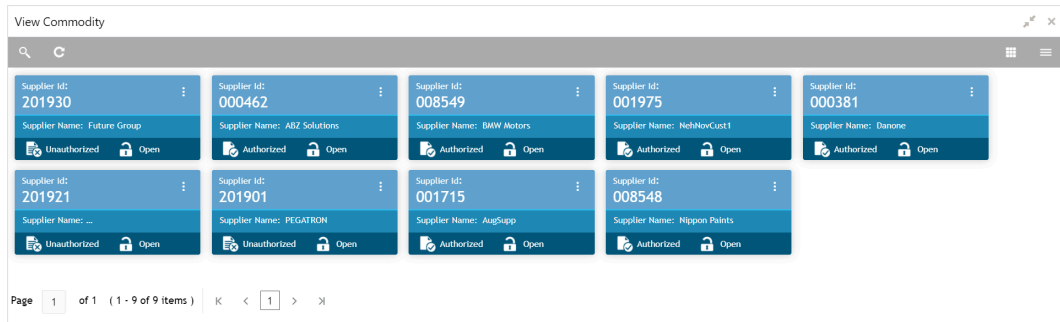 View Commodity
Supplier Id:
201930
Supplier Name: Future Group
Unauthorized Open
Supplier Id:
000462
Supplier Name: ABZ Solutions
Authorized Open
Supplier Id:
008549
Supplier Name: BMW Motors
Authorized Open
Supplier Id:
001975
Supplier Name: NehNovCust1
Authorized Open
Supplier Id:
000381
Supplier Name: Danone
Authorized Open
Supplier Id:
201921
Supplier Name: ...
Unauthorized Open
Supplier Id:
201901
Supplier Name: PEGATRON
Unauthorized Open
Supplier Id:
001715
Supplier Name: AugSupp
Authorized Open
Supplier Id:
008548
Supplier Name: Nippon Paints
Authorized Open
Page 1 of 1 ( 1 - 9 of 9 items ) 1